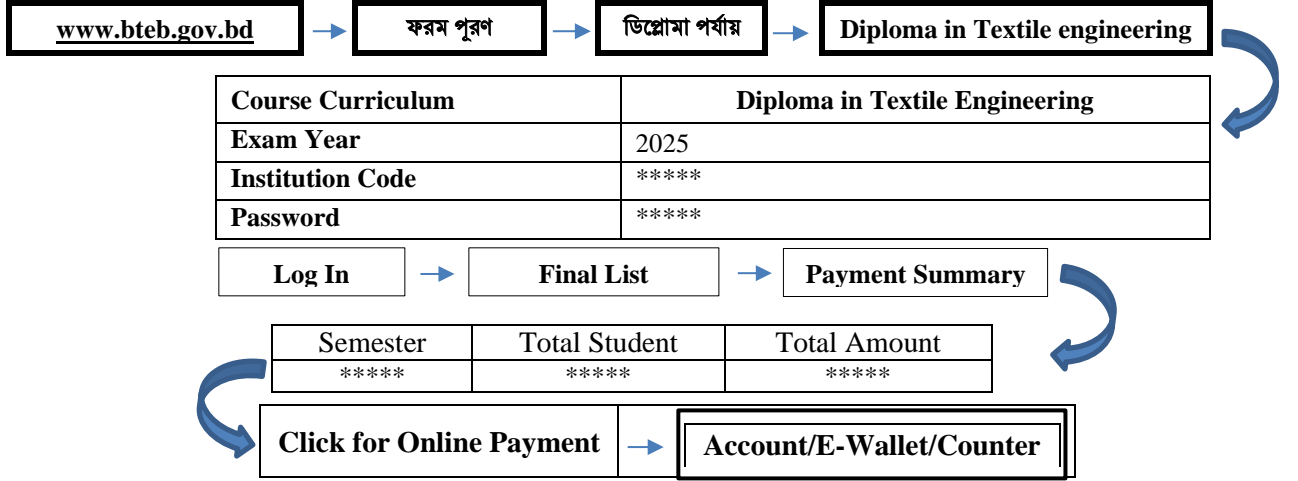 www.bteb.gov.bd ফরম পূরণ ডিপ্লোমা পর্যায় Diploma in Textile engineering
Course Curriculum Diploma in Textile Engineering
Exam Year 2025
Institution Code *****
Password *****
Log In Final List Payment Summary
Semester Total Student Total Amount
***** ***** *****
Click for Online Payment Account/E-Wallet/Counter